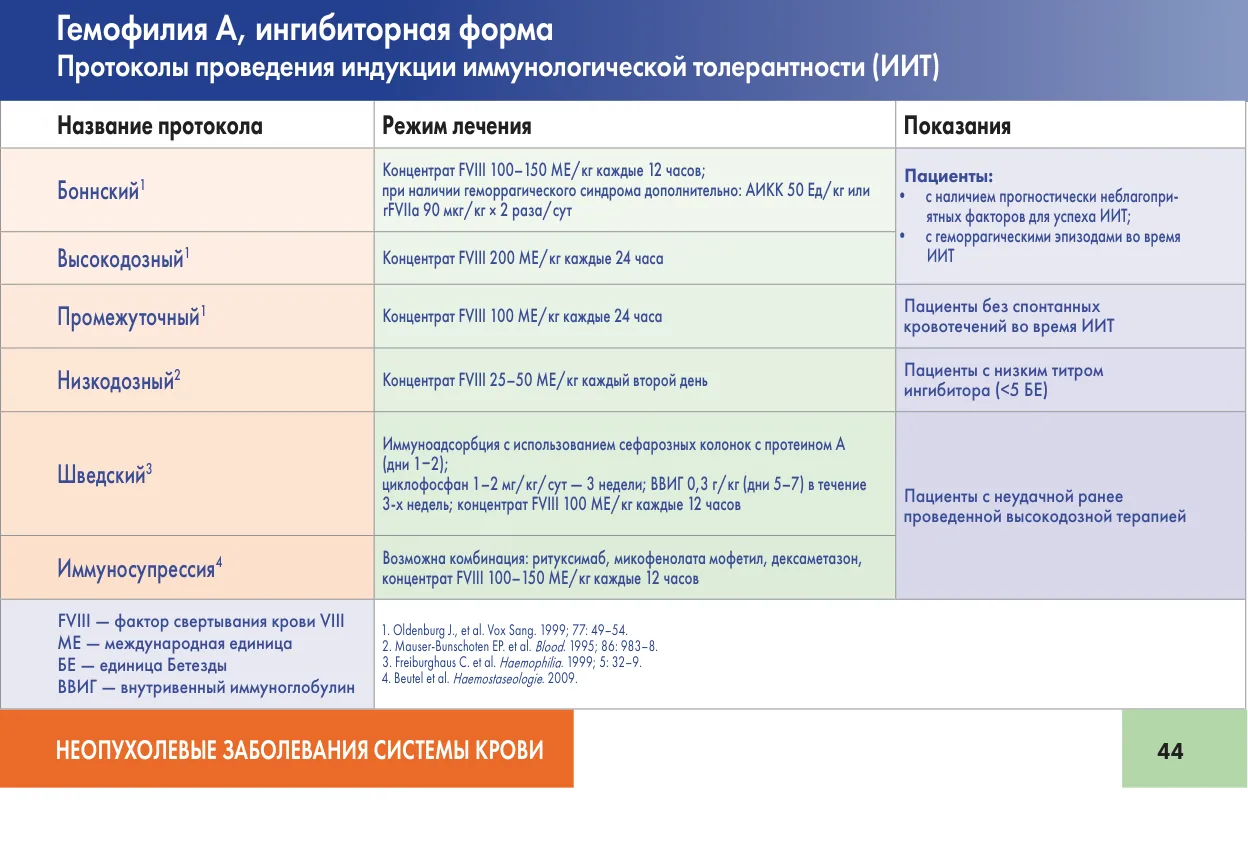 Гемофилия А, ингибиторная форма
Протоколы проведения индукции иммунологической толерантности (ИИТ)
Название протокола
Режим лечения
Показания
Боннский1
Концентрат FVIII 100–150 МЕ/кг каждые 12 часов;
при наличии геморрагического синдрома дополнительно: АИКК 50 Ед/кг или
rFVIIa 90 мкг/кг × 2 раза/сут
Пациенты:
• с наличием прогностически неблагопри-
ятных факторов для успеха ИИТ;
• с геморрагическими эпизодами во время
ИИТ
Высокодозный1
Концентрат FVIII 200 МЕ/кг каждые 24 часа
Промежуточный1
Концентрат FVIII 100 МЕ/кг каждые 24 часа
Пациенты без спонтанных
кровотечений во время ИИТ
Низкодозный2
Концентрат FVIII 25–50 МЕ/кг каждый второй день
Пациенты с низким титром
ингибитора (<5 БЕ)
Шведский3
Иммуноадсорбция с использованием сефарозных колонок с протеином А
(дни 1–2);
циклофосфан 1–2 мг/кг/сут — 3 недели; ВВИГ 0,3 г/кг (дни 5–7) в течение
3-х недель; концентрат FVIII 100 МЕ/кг каждые 12 часов
Пациенты с неудачной ранее
проведенной высокодозной терапией
Иммуносупрессия4
Возможна комбинация: ритуксимаб, микофенолата мофетил, дексаметазон,
концентрат FVIII 100–150 МЕ/кг каждые 12 часов
FVIII — фактор свертывания крови VIII
МЕ — международная единица
БЕ — единица Бетезды
ВВИГ — внутривенный иммуноглобулин
1. Oldenburg J., et al. Vox Sang. 1999; 77: 49–54.
2. Mauser-Bunschoten EP. et al. Blood. 1995; 86: 983–8.
3. Freiburghaus C. et al. Haemophilia. 1999; 5: 32–9.
4. Beutel et al. Haemostaseologie. 2009.
НЕОПУХОЛЕВЫЕ ЗАБОЛЕВАНИЯ СИСТЕМЫ КРОВИ
44